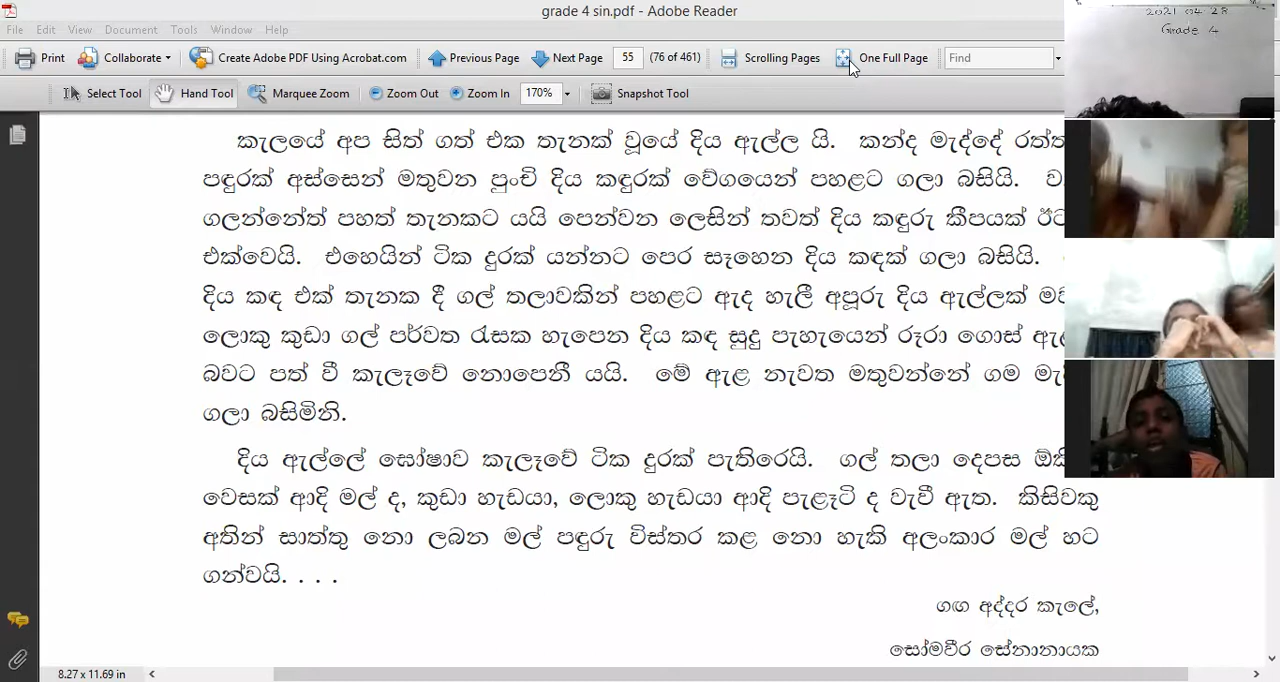 grade 4 sin.pdf - Adobe Reader
File Edit View Document Tools Window Help
Print Collaborate Create Adobe PDF Using Acrobat.com Previous Page Next Page 55 (76 of 461) Scrolling Pages One Full Page Find
Select Tool Hand Tool Marquee Zoom Zoom Out Zoom In 170% Snapshot Tool
2021 04 28
Grade 4
කැලයේ අප සිත් ගත් එක තැනක් වූයේ දිය ඇල්ල යි. කන්ද මැද්දේ
පඳුරක් අස්සෙන් මතුවන පුංචි දිය කඳුරක් වේගයෙන් පහළට ගලා බසියි.
ගලන්නේත් පහත් තැනකට යයි පෙන්වන ලෙසින් තවත් දිය කඳුරු කීපයක්
එක්වෙයි. එහෙයින් ටික දුරක් යන්නට පෙර සෑහෙන දිය කඳක් ගලා බසියි.
දිය කඳ එක් තැනක දී ගල් තලාවකින් පහළට ඇද හැලී අපූරු දිය ඇල්ලක්
ලොකු කුඩා ගල් පර්වත රැසක හැපෙන දිය කඳ සුදු පැහැයෙන් රූරා ගොස්
බවට පත් වී කැලෑවේ නොපෙනී යයි. මේ ඇළ නැවත මතුවන්නේ ගම
ගලා බසිමිනි.
දිය ඇල්ලේ ඝෝෂාව කැලෑවේ ටික දුරක් පැතිරෙයි. ගල් තලා දෙපස
වෙසක් ආදි මල් ද, කුඩා හැඩයා, ලොකු හැඩයා ආදි පැළෑටි ද වැවී ඇත. කිසිවකු
අතින් සාත්තු නො ලබන මල් පඳුරු විස්තර කළ නො හැකි අලංකාර මල් හට
ගන්වයි. . . .
ගඟ අද්දර කැලේ,
සෝමවීර සේනානායක
8.27 x 11.69 in